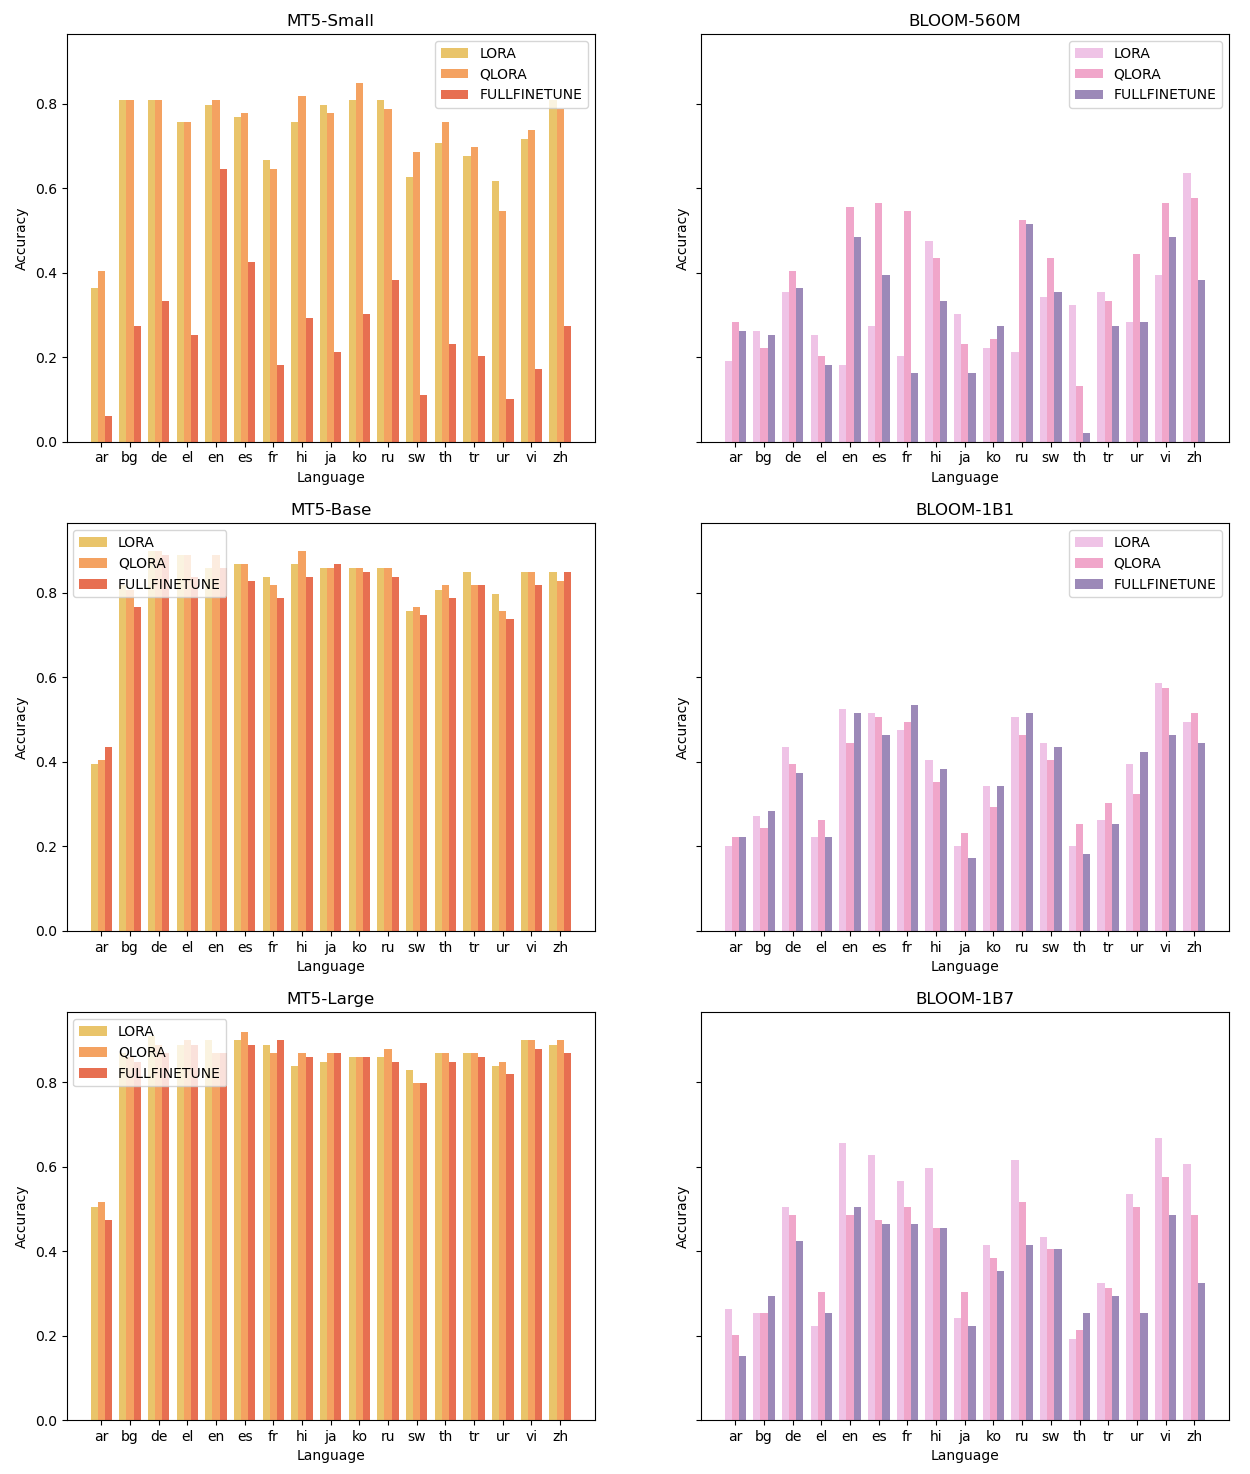 MT5-Small
LORA
QLORA
FULLFINETUNE
Accuracy
0.8
0.6
0.4
0.2
0.0
ar bg de el en es fr hi ja ko ru sw th tr ur vi zh
Language
BLOOM-560M
LORA
QLORA
FULLFINETUNE
Accuracy
ar bg de el en es fr hi ja ko ru sw th tr ur vi zh
Language
MT5-Base
LORA
QLORA
FULLFINETUNE
Accuracy
0.8
0.6
0.4
0.2
0.0
ar bg de el en es fr hi ja ko ru sw th tr ur vi zh
Language
BLOOM-1B1
LORA
QLORA
FULLFINETUNE
Accuracy
ar bg de el en es fr hi ja ko ru sw th tr ur vi zh
Language
MT5-Large
LORA
QLORA
FULLFINETUNE
Accuracy
0.8
0.6
0.4
0.2
0.0
ar bg de el en es fr hi ja ko ru sw th tr ur vi zh
Language
BLOOM-1B7
Accuracy
ar bg de el en es fr hi ja ko ru sw th tr ur vi zh
Language